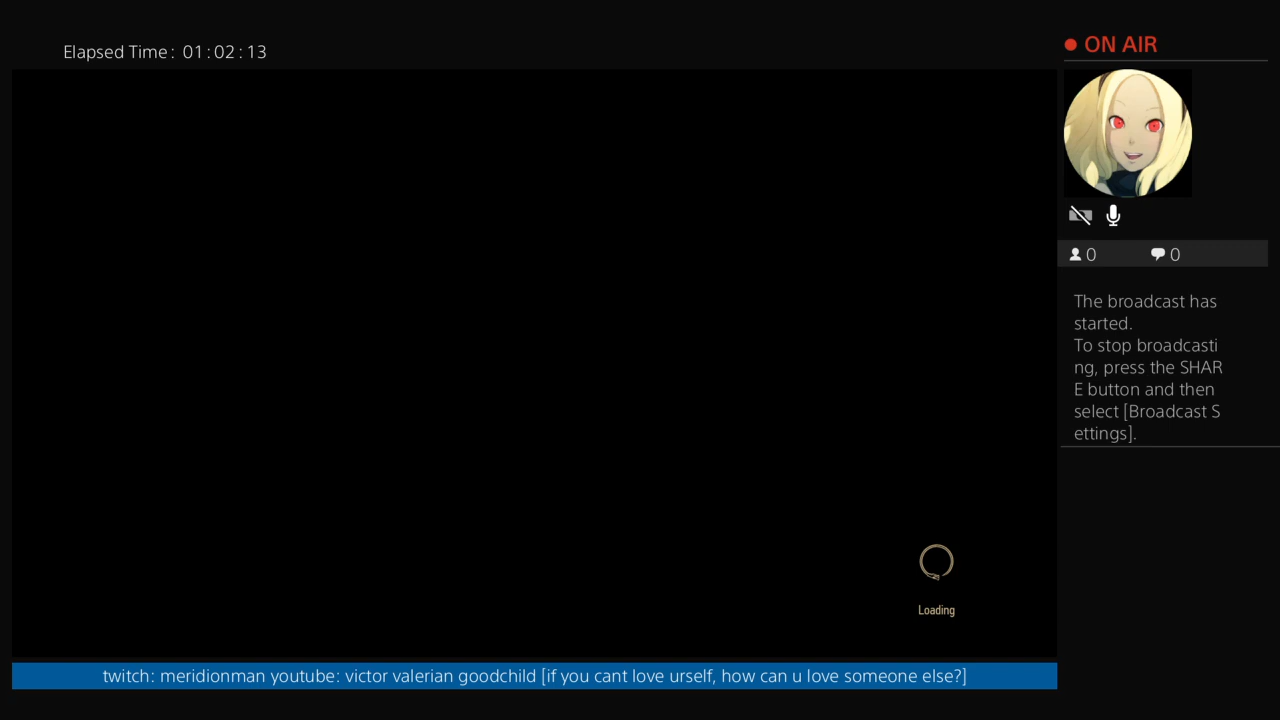 Elapsed Time: 01:02:13
ON AIR
0 0
The broadcast has
started.
To stop broadcasti
ng, press the SHAR
E button and then
select [Broadcast S
ettings].
Loading
twitch: meridionman youtube: victor valerian goodchild [if you cant love urself, how can u love someone else?]